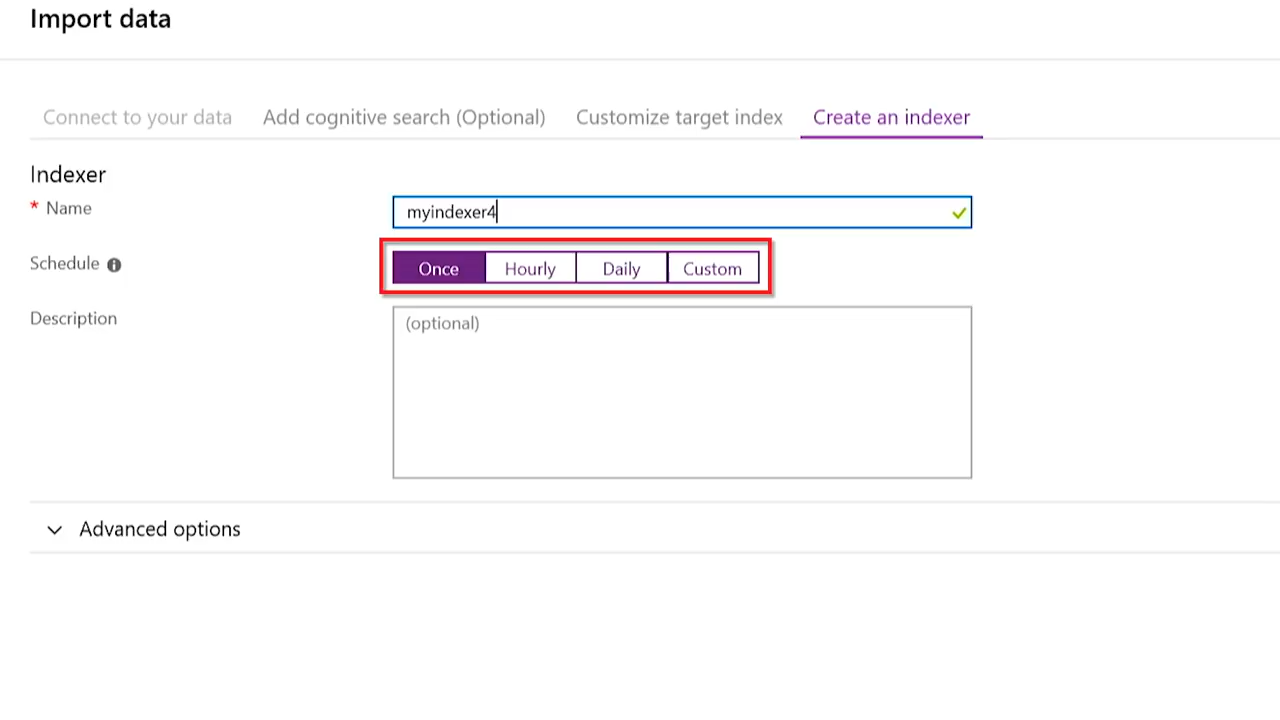 Import data
Connect to your data Add cognitive search (Optional) Customize target index Create an indexer
Indexer
* Name
myindexer4
Schedule
Once Hourly Daily Custom
Description
(optional)
Advanced options